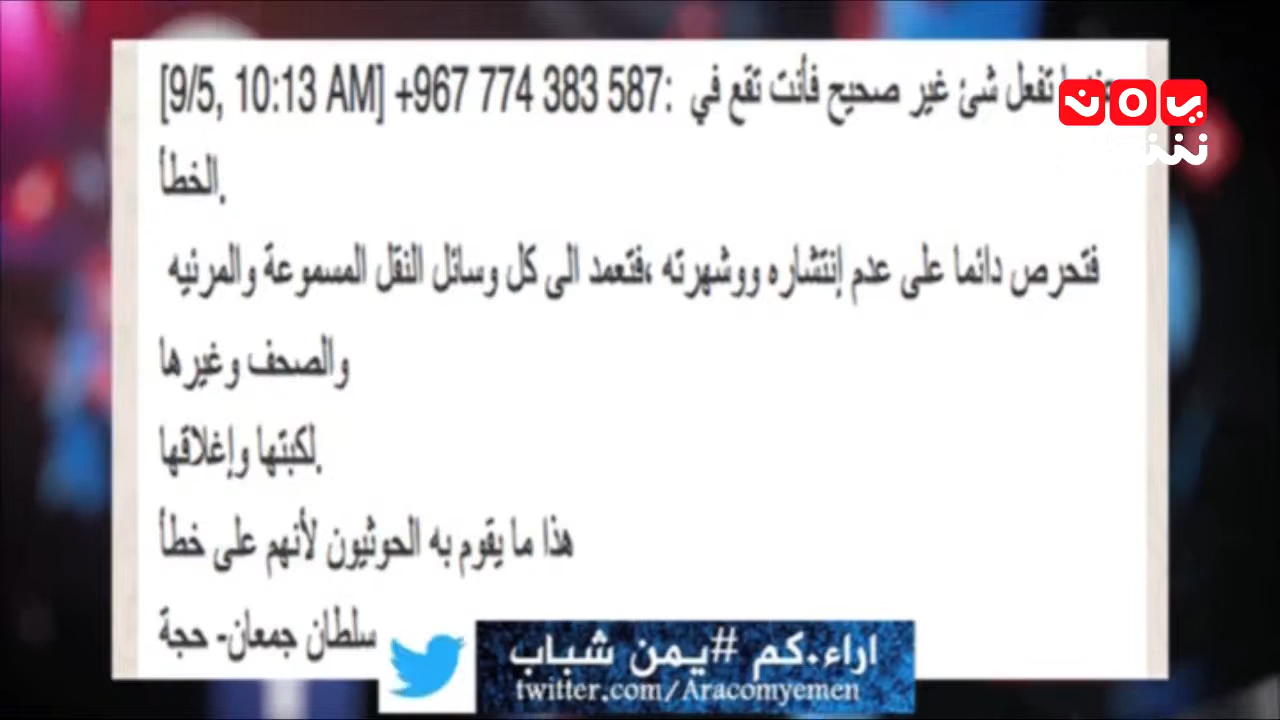 [9/5, 10:13 AM] +967 774 383 587: تفعل شئ غير صحيح فأنت تقع في
الخطأ.
فتحرص دائما على عدم إنتشاره ووشهرته ،فتعمد الى كل وسائل النقل المسموعة والمرئيه
والصحف وغيرها
لكبتها وإغلاقها.
هذا ما يقوم به الحوثيون لأنهم على خطأ
سلطان جمعان- حجة
يمن
اراء.كم #يمن شباب
twitter.com/Aracomyemen